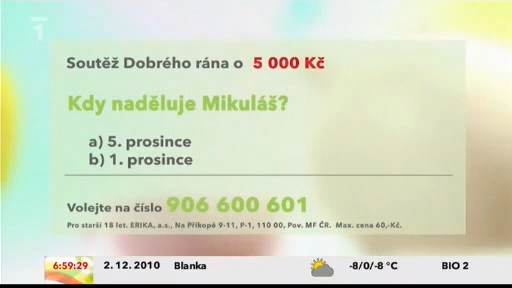 1
Soutěž Dobrého rána o 5 000 Kč
Kdy naděluje Mikuláš?
a) 5. prosince
b) 1. prosince
Volejte na číslo 906 600 601
Pro starší 18 let. ERIKA, a.s., Na Příkopě 9-11, P-1, 110 00, Pov. MF ČR. Max. cena 60,-Kč.
6:59:29 2. 12. 2010 Blanka -8/0/-8 °C BIO 2